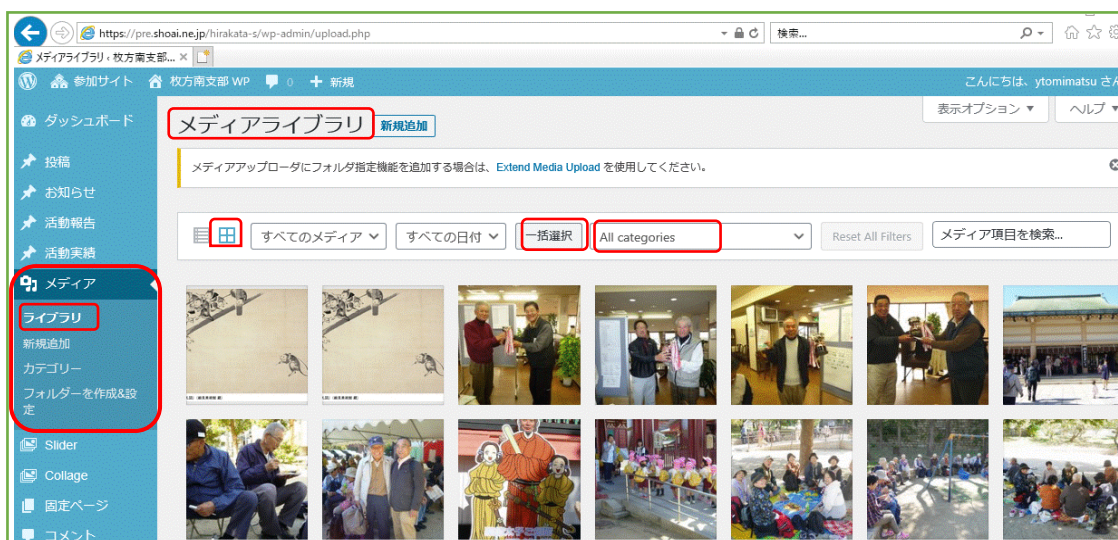 https://pre.shoai.ne.jp/hirakata-s/wp-admin/upload.php
検索...
メディアライブラリ ‹ 枚方南支部...
参加サイト 枚方南支部 WP 0 新規
こんにちは、ytomimatsu さん
ダッシュボード
投稿
お知らせ
活動報告
活動実績
メディア
ライブラリ
新規追加
カテゴリー
フォルダーを作成&設
定
Slider
Collage
固定ページ
コメント
表示オプション ヘルプ
メディアライブラリ 新規追加
メディアアップローダにフォルダ指定機能を追加する場合は、Extend Media Upload を使用してください。
すべてのメディア すべての日付 一括選択 All categories Reset All Filters メディア項目を検索...